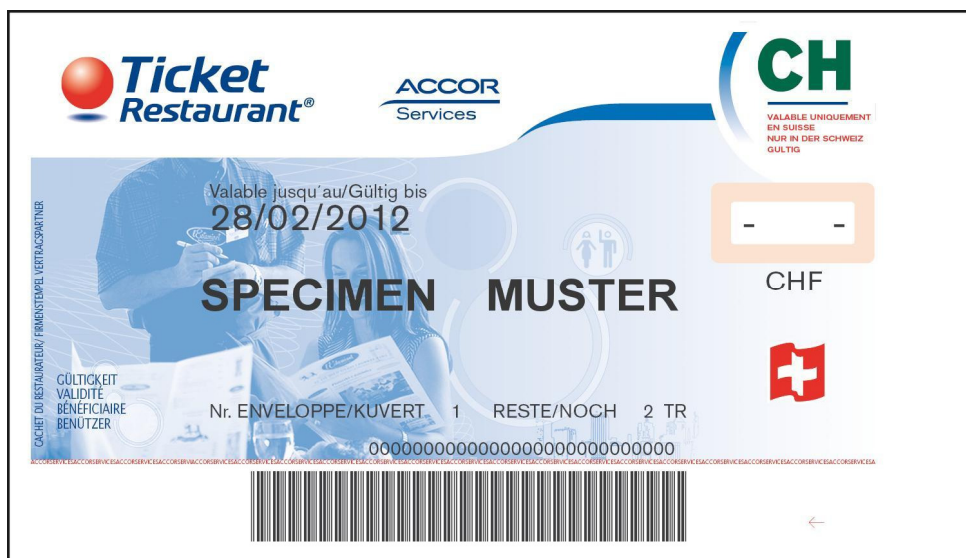 Ticket
Restaurant®
ACCOR
Services
CH
VALABLE UNIQUEMENT
EN SUISSE
NUR IN DER SCHWEIZ
GULTIG
Valable jusqu'au/Gültig bis
28/02/2012
- -
CHF
SPECIMEN MUSTER
CACHET DU RESTAURATEUR/ FIRMENSTEMPEL VERTRAGSPARTNER
GÜLTIGKEIT
VALIDITÉ
BÉNÉFICIAIRE
BENÜTZER
Nr. ENVELOPPE/KUVERT 1 RESTE/NOCH 2 TR